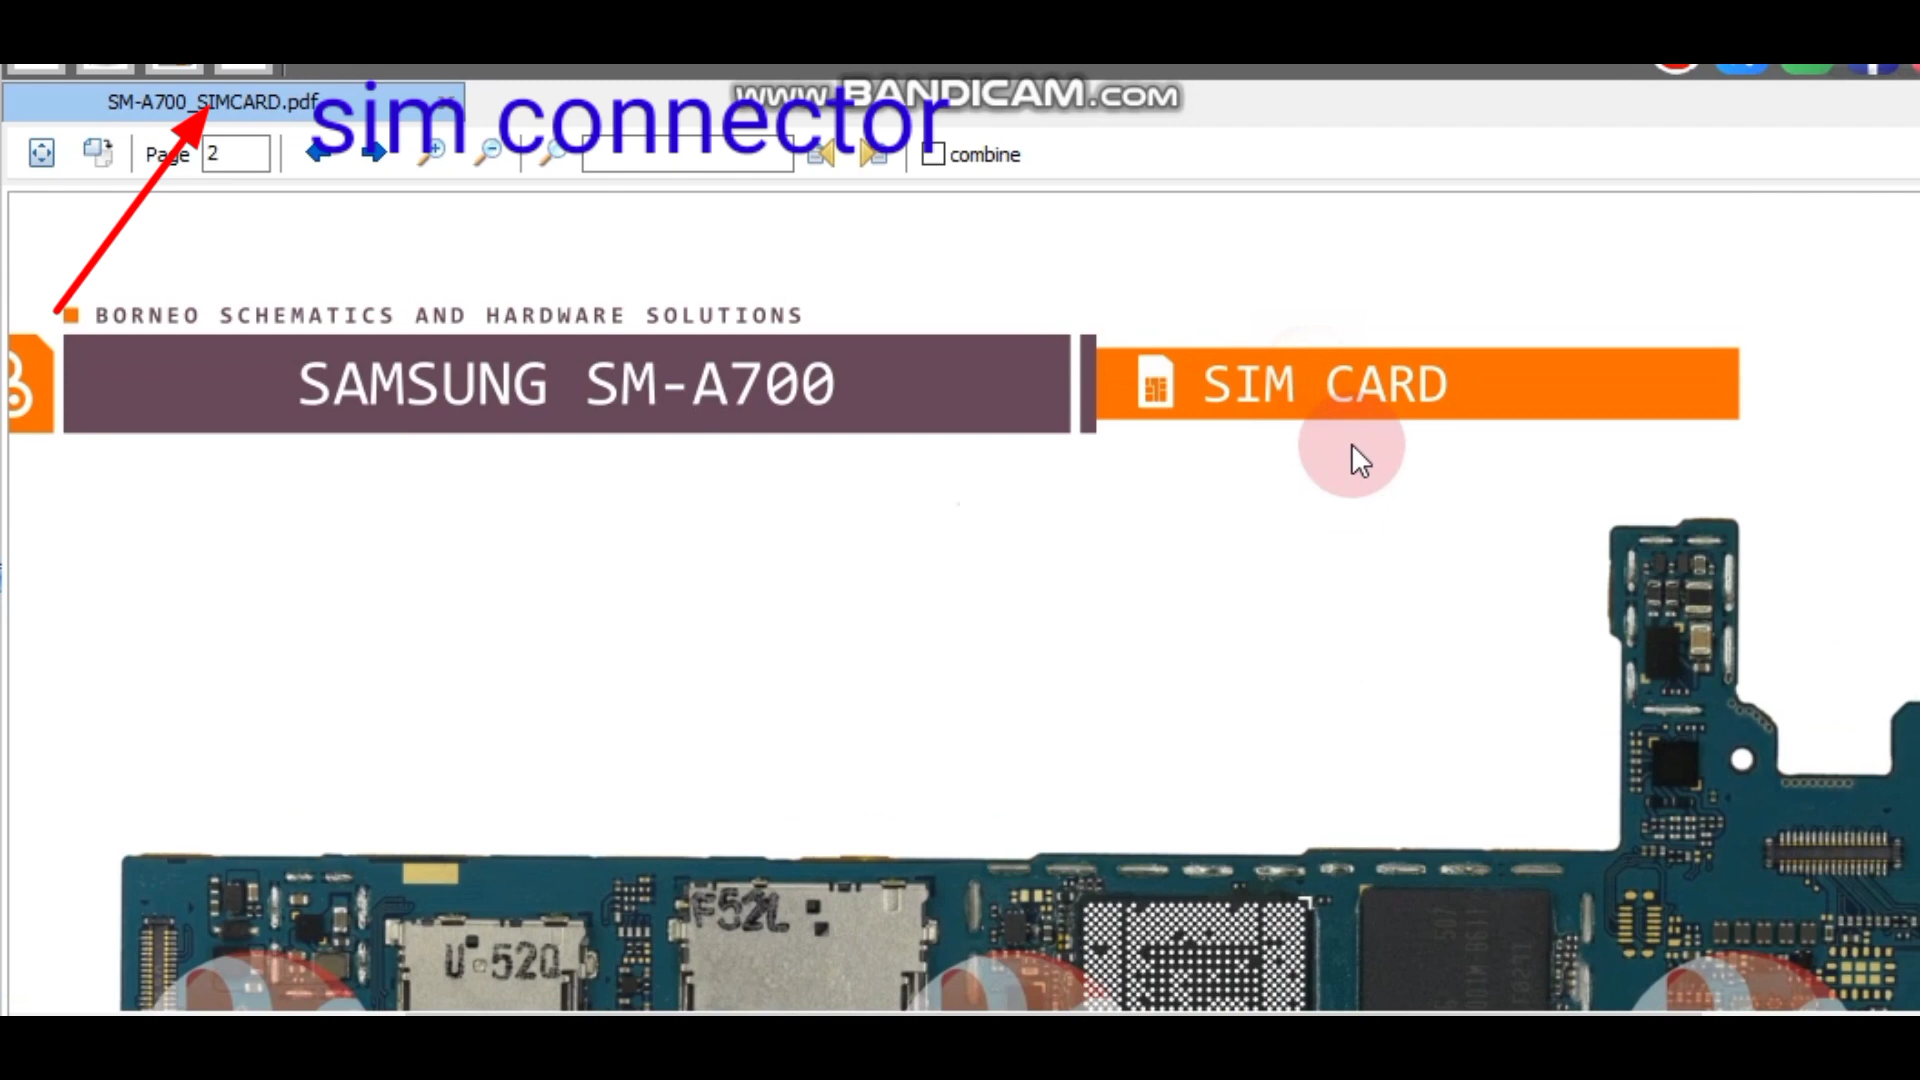 www.BANDICAM.com
SM-A700_SIMCARD.pdf
sim connector
Page 2
combine
BORNEO SCHEMATICS AND HARDWARE SOLUTIONS
SAMSUNG SM-A700
SIM CARD
F52L
U 520